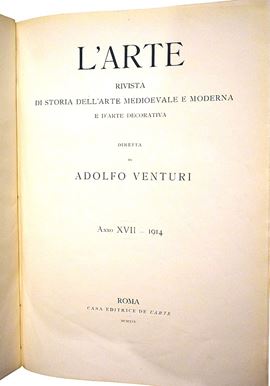 L'ARTE
RIVISTA
DI STORIA DELL'ARTE MEDIOEVALE E MODERNA
E D'ARTE DECORATIVA
DIRETTA
DA
ADOLFO VENTURI
ANNO XVII – 1914
ROMA
CASA EDITRICE DE L'ARTE